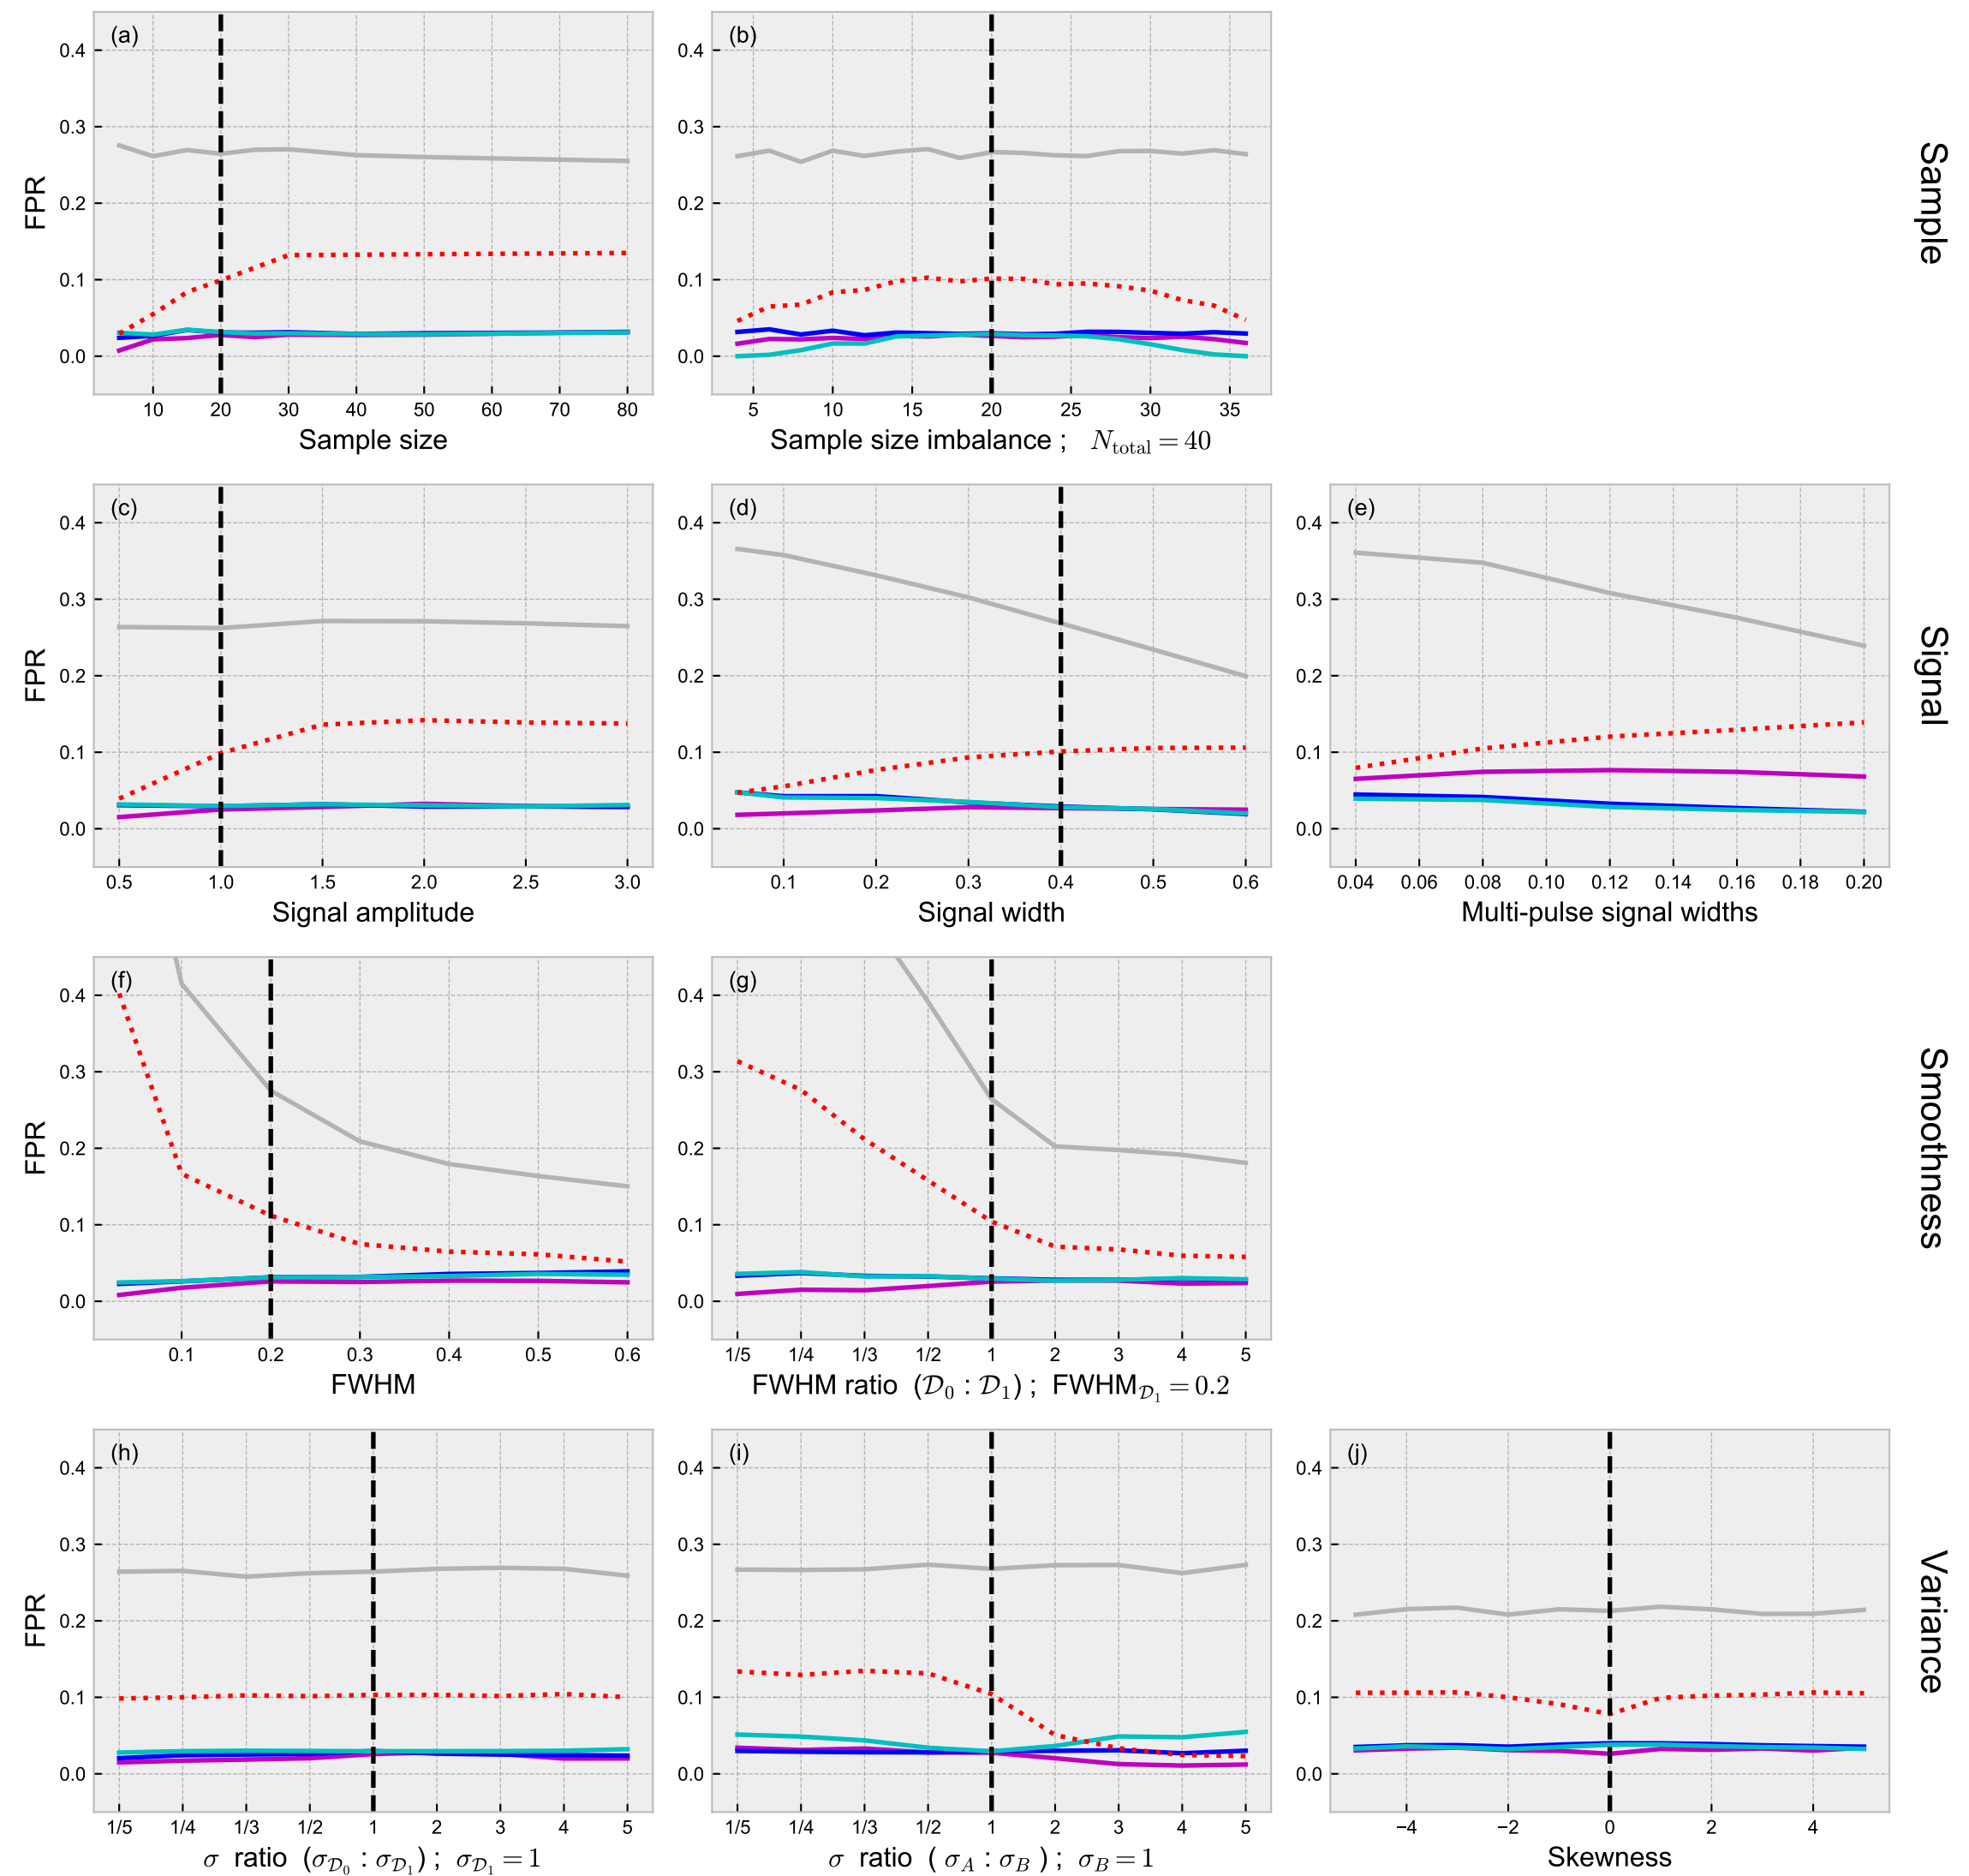 (a)
0.4
0.3
0.2
0.1
0.0
FPR
10 20 30 40 50 60 70 80
Sample size
(b)
0.4
0.3
0.2
0.1
0.0
5 10 15 20 25 30 35
Sample size imbalance ; N_total = 40
Sample
(c)
0.4
0.3
0.2
0.1
0.0
FPR
0.5 1.0 1.5 2.0 2.5 3.0
Signal amplitude
(d)
0.4
0.3
0.2
0.1
0.0
0.1 0.2 0.3 0.4 0.5 0.6
Signal width
(e)
0.4
0.3
0.2
0.1
0.0
0.04 0.06 0.08 0.10 0.12 0.14 0.16 0.18 0.20
Multi-pulse signal widths
Signal
(f)
0.4
0.3
0.2
0.1
0.0
FPR
0.1 0.2 0.3 0.4 0.5 0.6
FWHM
(g)
0.4
0.3
0.2
0.1
0.0
1/5 1/4 1/3 1/2 1 2 3 4 5
FWHM ratio (𝒟₀ : 𝒟₁) ; FWHM_𝒟₁ = 0.2
Smoothness
(h)
0.4
0.3
0.2
0.1
0.0
FPR
1/5 1/4 1/3 1/2 1 2 3 4 5
σ ratio (σ_𝒟₀ : σ_𝒟₁) ; σ_𝒟₁ = 1
(i)
0.4
0.3
0.2
0.1
0.0
1/5 1/4 1/3 1/2 1 2 3 4 5
σ ratio ( σ_A : σ_B ) ; σ_B = 1
(j)
0.4
0.3
0.2
0.1
0.0
−4 −2 0 2 4
Skewness
Variance